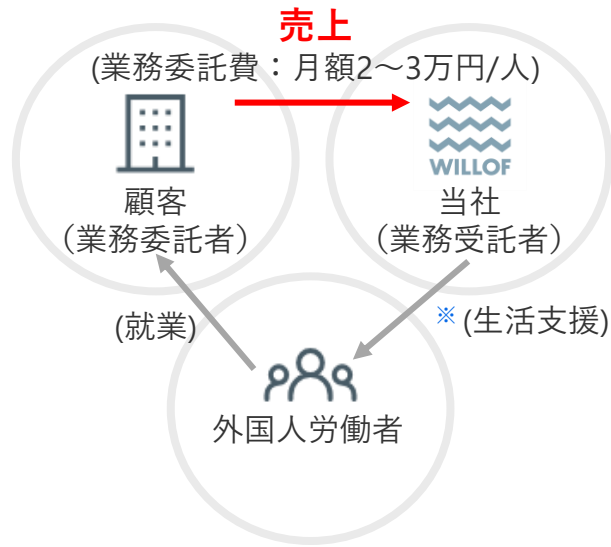 売上
(業務委託費：月額2～3万円/人)
WILLOF
顧客
（業務委託者）
当社
（業務受託者）
(就業)
※(生活支援)
外国人労働者